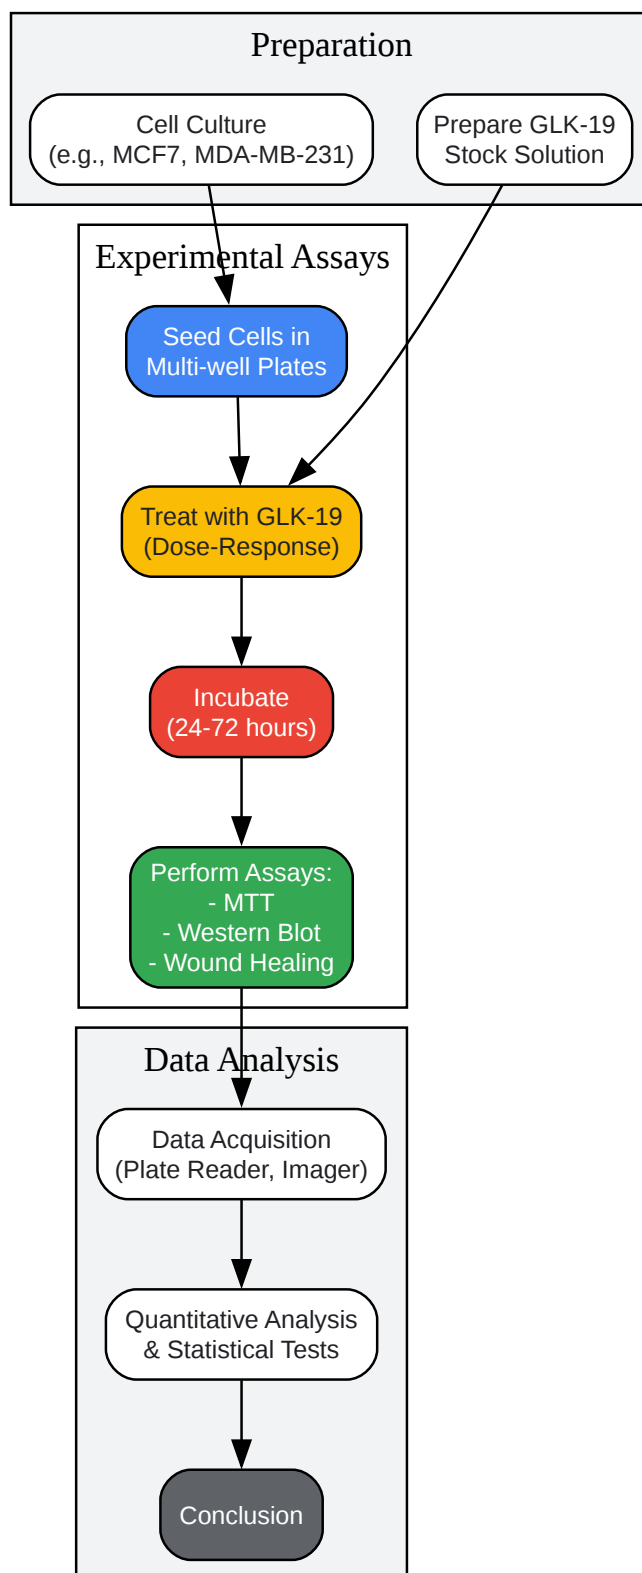 Preparation
Cell Culture
(e.g., MCF7, MDA-MB-231)
Prepare GLK-19
Stock Solution
Experimental Assays
Seed Cells in
Multi-well Plates
Treat with GLK-19
(Dose-Response)
Incubate
(24-72 hours)
Perform Assays:
- MTT
- Western Blot
- Wound Healing
Data Analysis
Data Acquisition
(Plate Reader, Imager)
Quantitative Analysis
& Statistical Tests
Conclusion